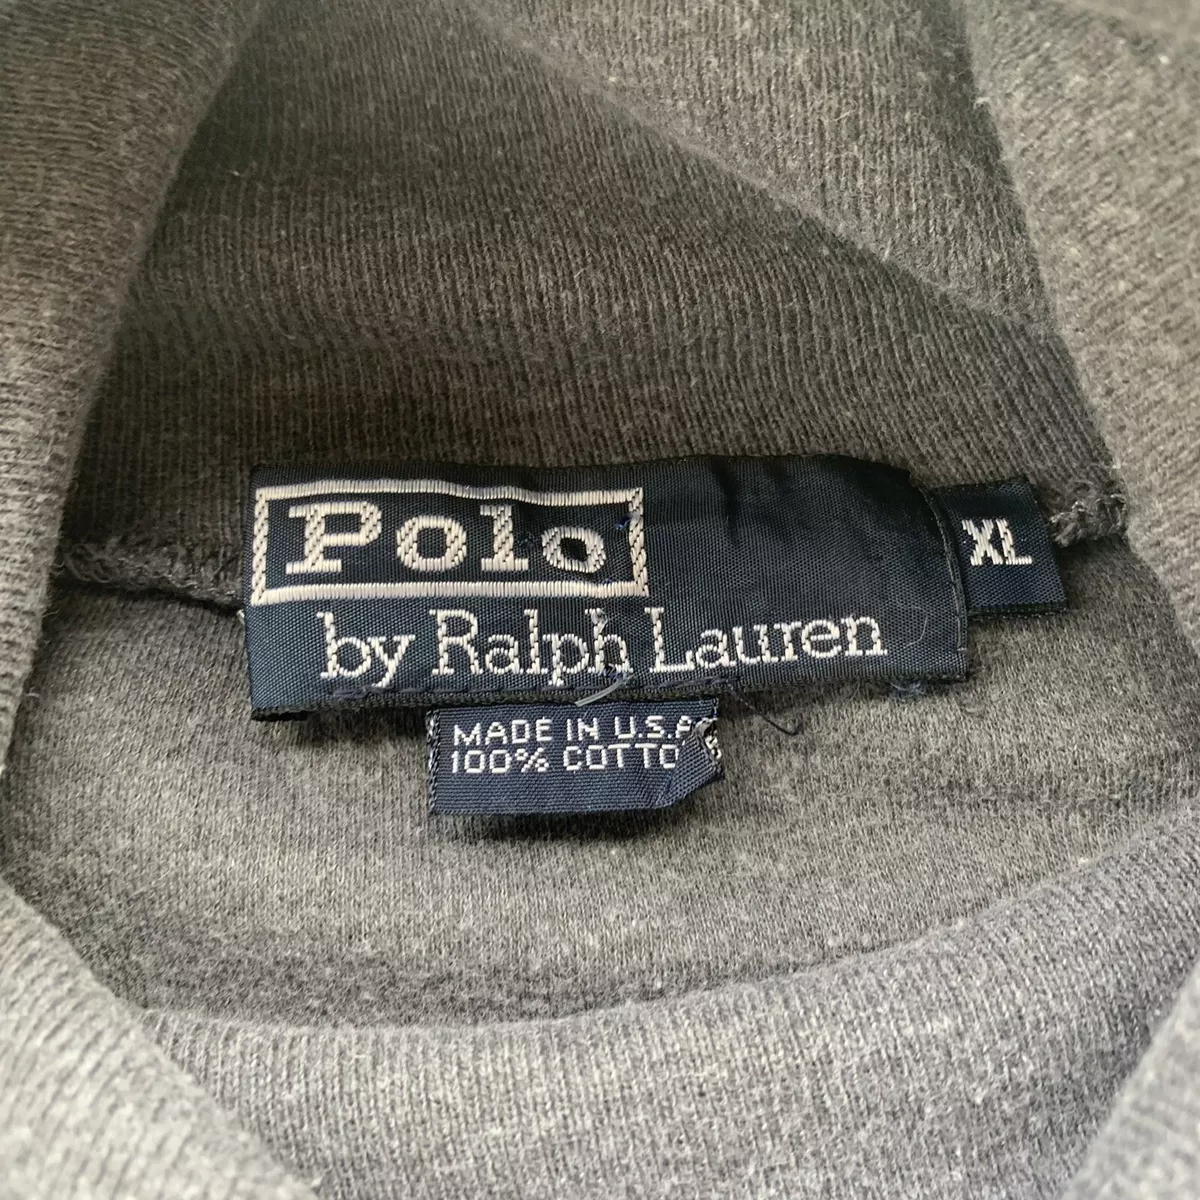 Polo
by Ralph Lauren
XL
MADE IN U.S.A
100% COTTO